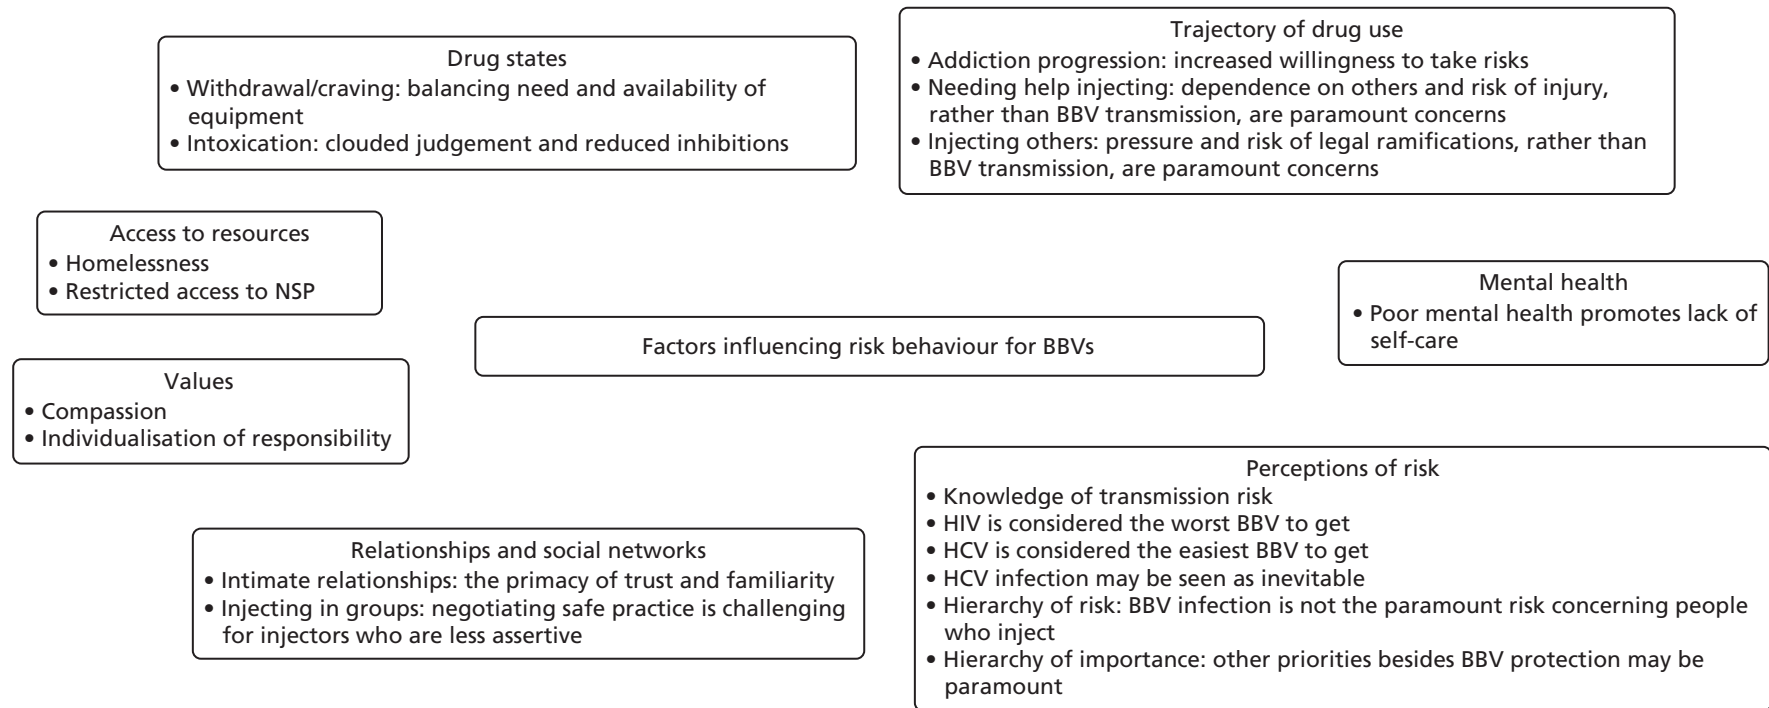 Drug states
• Withdrawal/craving: balancing need and availability of
equipment
• Intoxication: clouded judgement and reduced inhibitions
Trajectory of drug use
• Addiction progression: increased willingness to take risks
• Needing help injecting: dependence on others and risk of injury,
rather than BBV transmission, are paramount concerns
• Injecting others: pressure and risk of legal ramifications, rather than
BBV transmission, are paramount concerns
Access to resources
• Homelessness
• Restricted access to NSP
Mental health
• Poor mental health promotes lack of
self-care
Factors influencing risk behaviour for BBVs
Values
• Compassion
• Individualisation of responsibility
Perceptions of risk
• Knowledge of transmission risk
• HIV is considered the worst BBV to get
• HCV is considered the easiest BBV to get
• HCV infection may be seen as inevitable
• Hierarchy of risk: BBV infection is not the paramount risk concerning people
who inject
• Hierarchy of importance: other priorities besides BBV protection may be
paramount
Relationships and social networks
• Intimate relationships: the primacy of trust and familiarity
• Injecting in groups: negotiating safe practice is challenging
for injectors who are less assertive